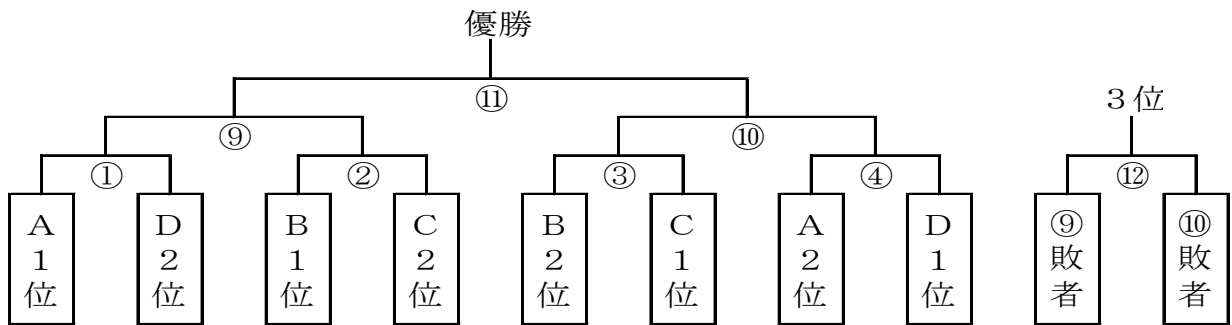 優勝
⑪
３位
⑨
⑩
①
②
③
④
⑫
A１位
D２位
B１位
C２位
B２位
C１位
A２位
D１位
⑨敗者
⑩敗者